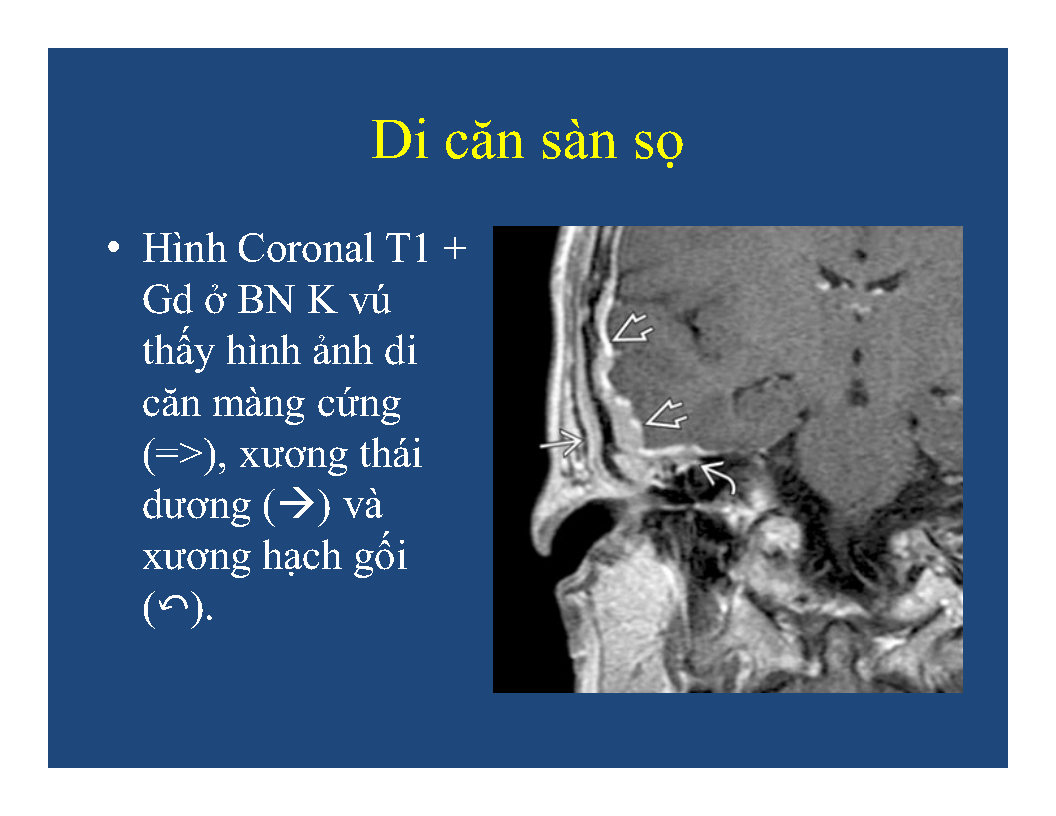 Di căn sàn sọ
• Hình Coronal T1 +
Gd ở BN K vú
thấy hình ảnh di
căn màng cứng
(=>), xương thái
dương (→) và
xương hạch gối
(↶).